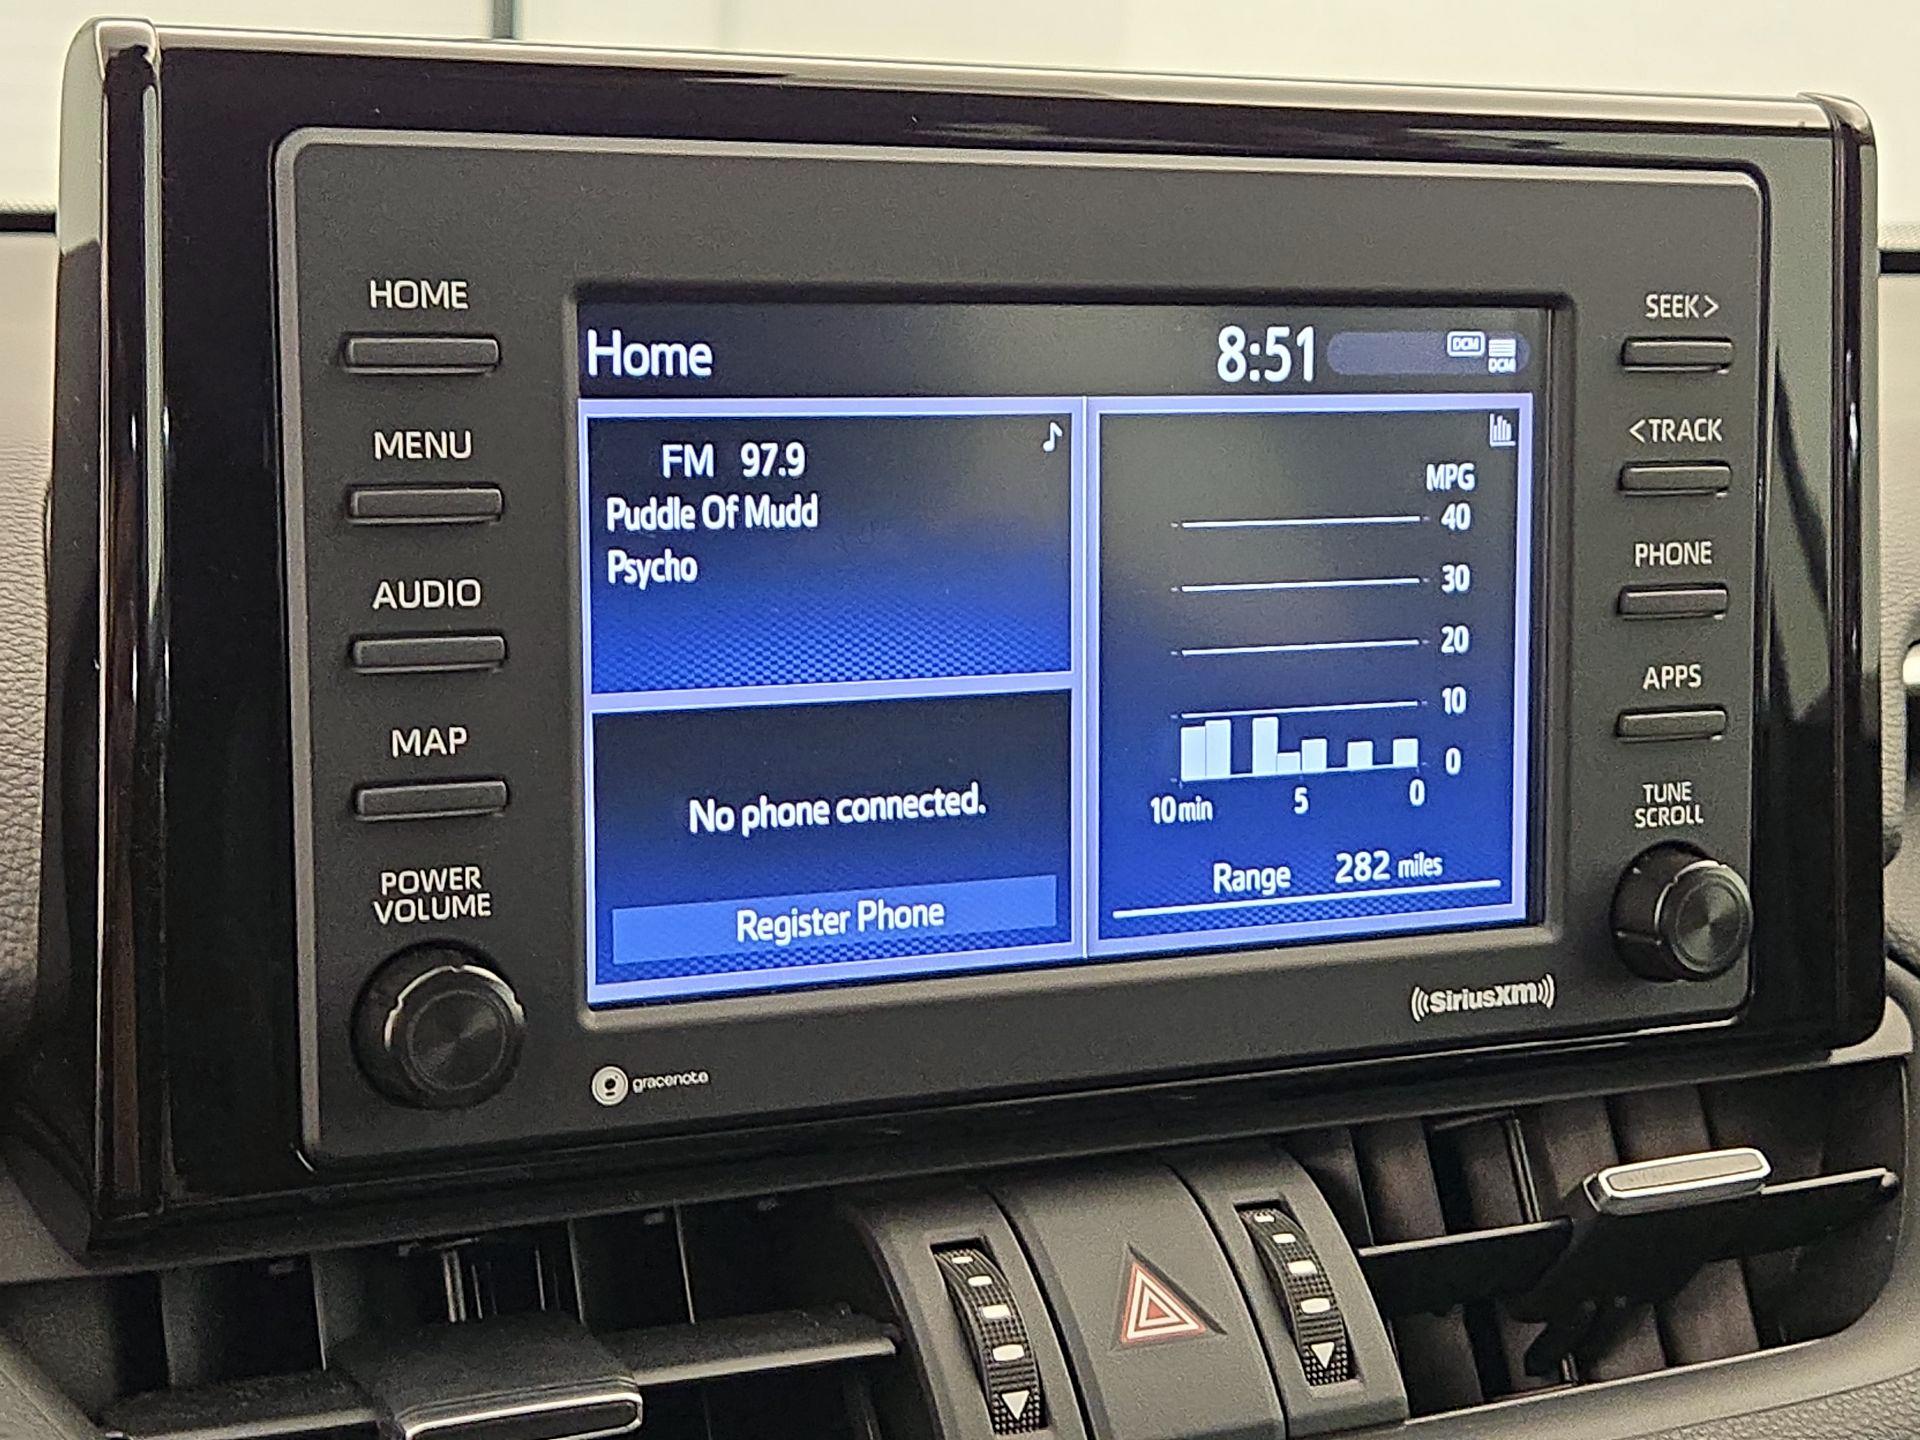 HOME
MENU
AUDIO
MAP
POWER
VOLUME
Home
8:51
DCM
DCM
FM 97.9
Puddle Of Mudd
Psycho
No phone connected.
Register Phone
MPG
40
30
20
10
0
10min 5 0
Range 282 miles
SEEK>
<TRACK
PHONE
APPS
TUNE
SCROLL
gracenote
((SiriusXM))